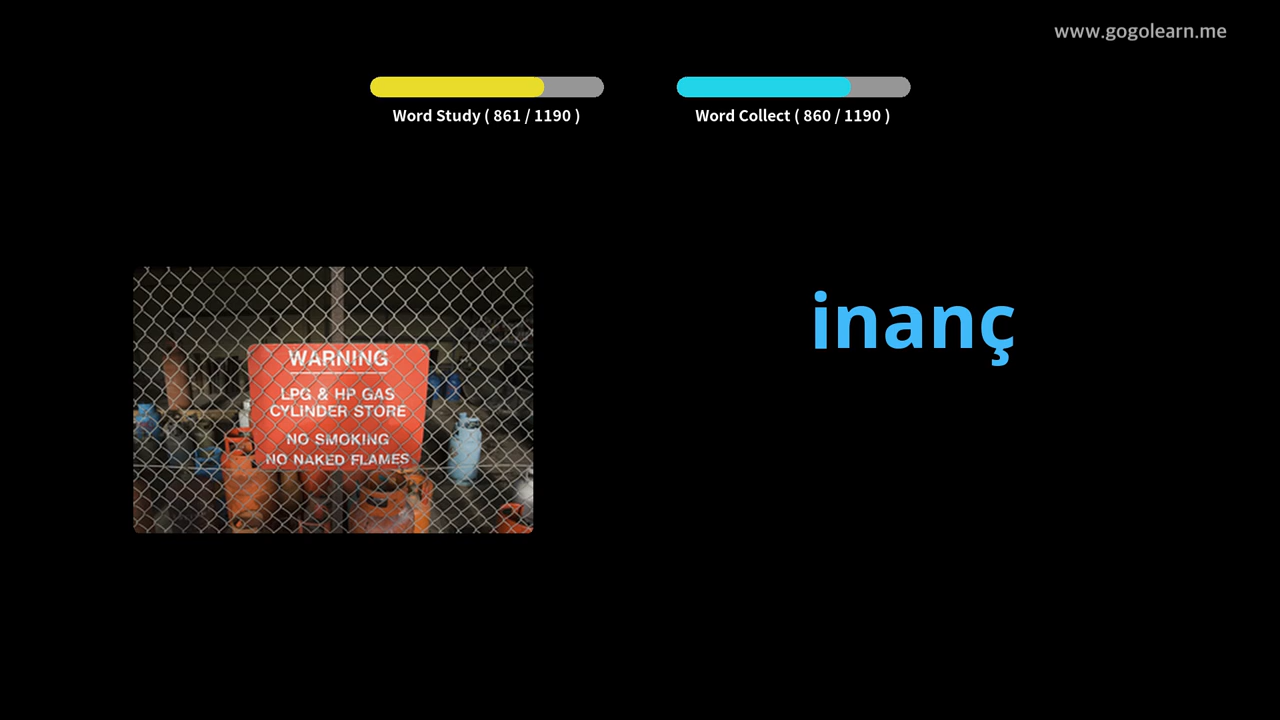 www.gogolearn.me
Word Study ( 861 / 1190 )
Word Collect ( 860 / 1190 )
inanç
WARNING
LPG & HP GAS
CYLINDER STORE
NO SMOKING
NO NAKED FLAMES